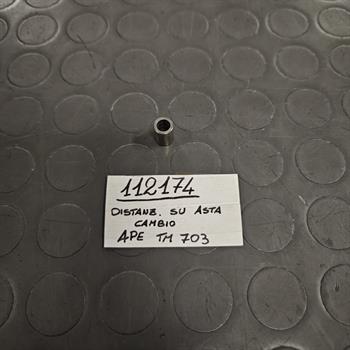 112174
DISTANZ. SU ASTA
CAMBIO
APE TM 703